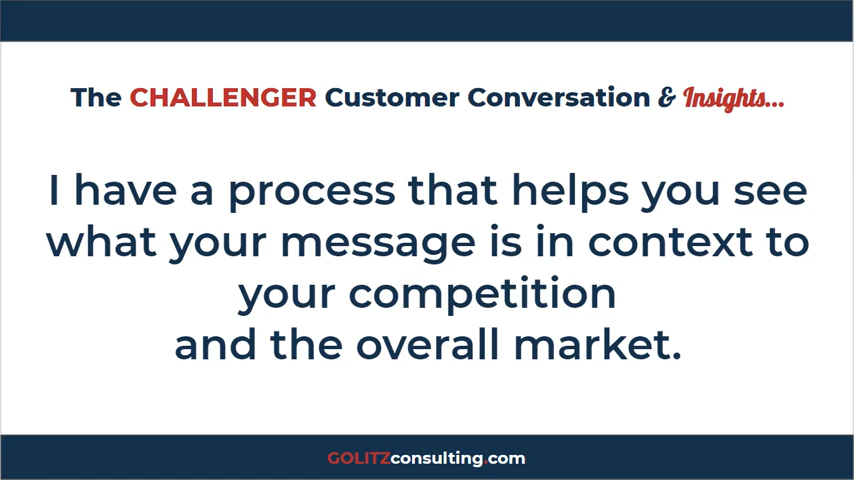 The CHALLENGER Customer Conversation & Insights...
I have a process that helps you see
what your message is in context to
your competition
and the overall market.
GOLITZconsulting.com